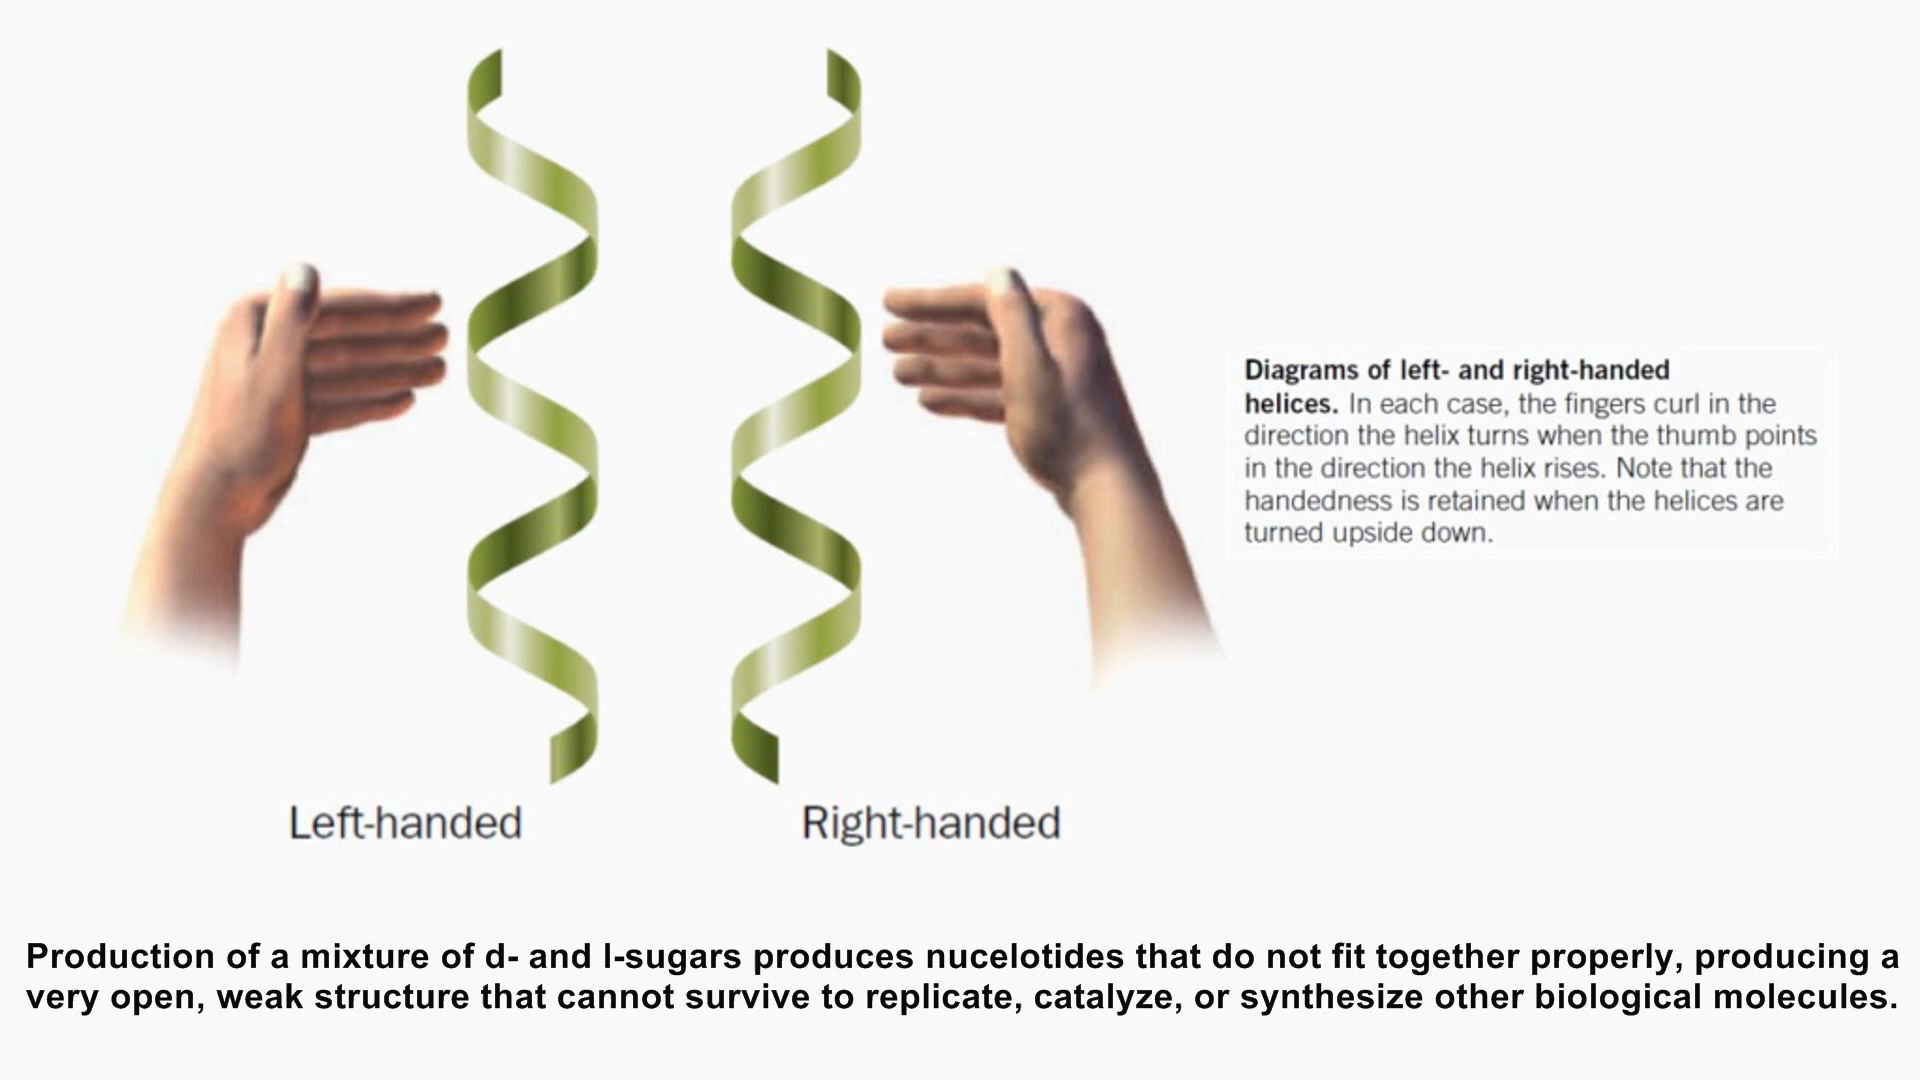 Diagrams of left- and right-handed
helices. In each case, the fingers curl in the
direction the helix turns when the thumb points
in the direction the helix rises. Note that the
handedness is retained when the helices are
turned upside down.
Left-handed
Right-handed
Production of a mixture of d- and l-sugars produces nucelotides that do not fit together properly, producing a
very open, weak structure that cannot survive to replicate, catalyze, or synthesize other biological molecules.